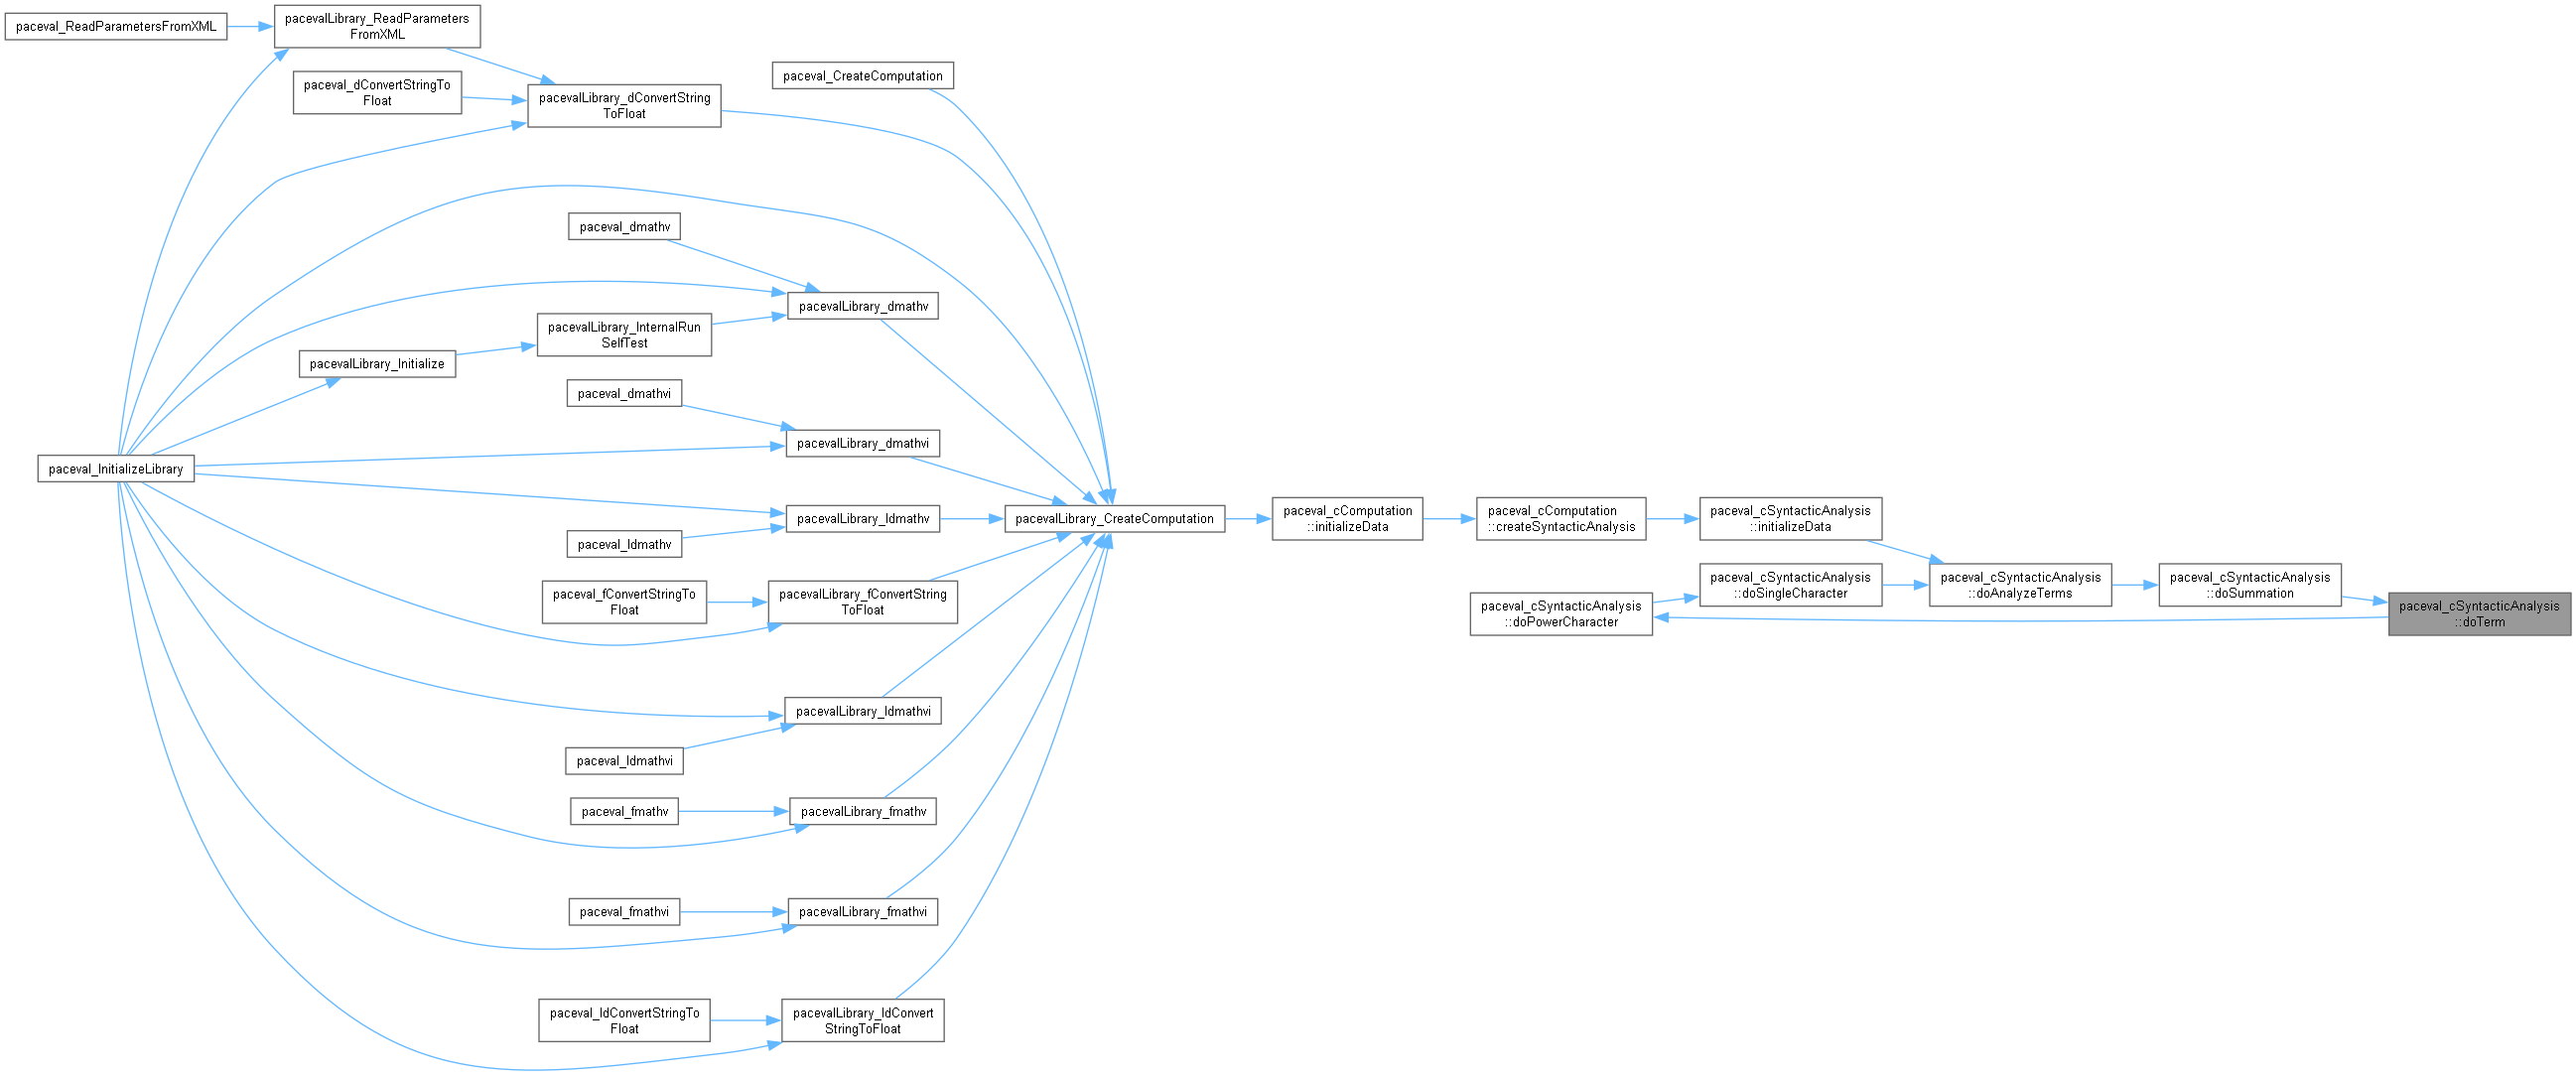 paceval_ReadParametersFromXML
pacevalLibrary_ReadParameters
FromXML
paceval_CreateComputation
paceval_dConvertStringTo
Float
pacevalLibrary_dConvertString
ToFloat
paceval_dmathv
pacevalLibrary_dmathv
pacevalLibrary_InternalRun
SelfTest
pacevalLibrary_Initialize
paceval_dmathvi
pacevalLibrary_dmathvi
paceval_InitializeLibrary
pacevalLibrary_ldmathv
paceval_ldmathv
pacevalLibrary_CreateComputation
paceval_cComputation
::initializeData
paceval_cComputation
::createSyntacticAnalysis
paceval_cSyntacticAnalysis
::initializeData
paceval_cSyntacticAnalysis
::doSingleCharacter
paceval_cSyntacticAnalysis
::doAnalyzeTerms
paceval_cSyntacticAnalysis
::doSummation
paceval_cSyntacticAnalysis
::doPowerCharacter
paceval_cSyntacticAnalysis
::doTerm
paceval_fConvertStringTo
Float
pacevalLibrary_fConvertString
ToFloat
pacevalLibrary_ldmathvi
paceval_ldmathvi
paceval_fmathv
pacevalLibrary_fmathv
paceval_fmathvi
pacevalLibrary_fmathvi
paceval_ldConvertStringTo
Float
pacevalLibrary_ldConvert
StringToFloat